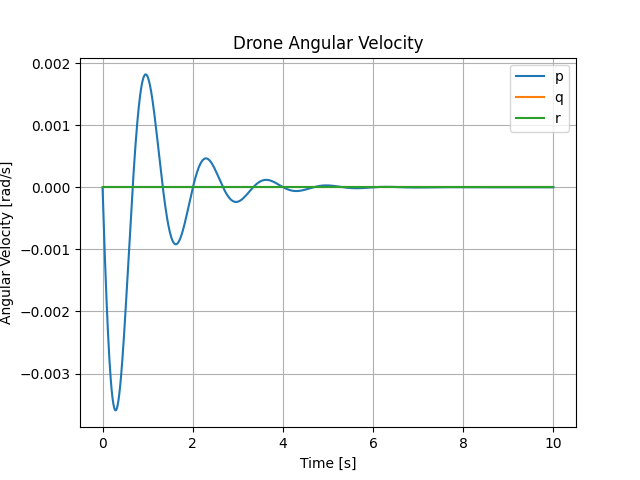 Drone Angular Velocity
0.002
0.001
0.000
−0.001
−0.002
−0.003
Angular Velocity [rad/s]
p
q
r
0 2 4 6 8 10
Time [s]